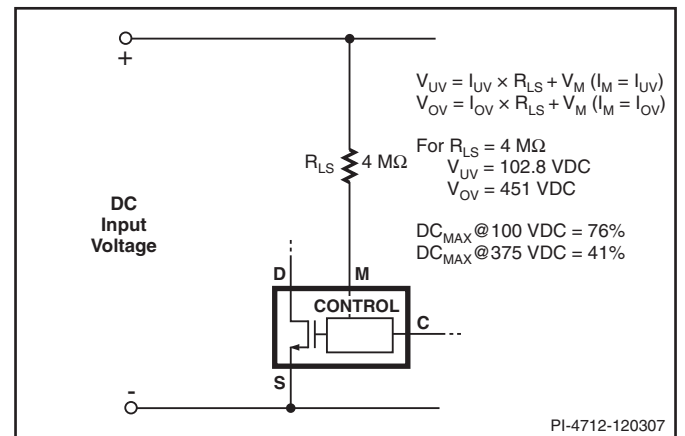 +
V_UV = I_UV × R_LS + V_M (I_M = I_UV)
V_OV = I_OV × R_LS + V_M (I_M = I_OV)
For R_LS = 4 MΩ
V_UV = 102.8 VDC
V_OV = 451 VDC
DC_MAX@100 VDC = 76%
DC_MAX@375 VDC = 41%
R_LS 4 MΩ
DC
Input
Voltage
D M
CONTROL
C
S
-
PI-4712-120307